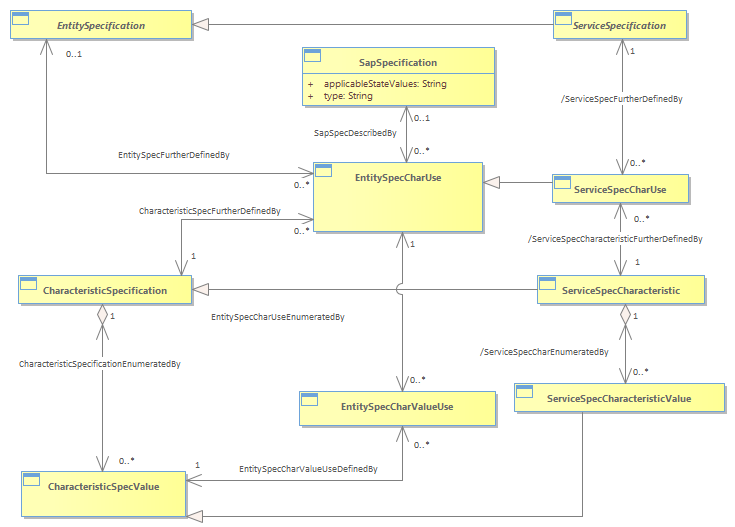 EntitySpecification
ServiceSpecification
0..1
1
SapSpecification
+ applicableStateValues: String
+ type: String
/ServiceSpecFurtherDefinedBy
0..1
SapSpecDescribedBy
EntitySpecFurtherDefinedBy
0..*
0..*
EntitySpecCharUse
0..*
ServiceSpecCharUse
CharacteristicSpecFurtherDefinedBy
0..*
0..*
/ServiceSpecCharacteristicFurtherDefinedBy
1
1
1
CharacteristicSpecification
ServiceSpecCharacteristic
1
EntitySpecCharUseEnumeratedBy
1
CharacteristicSpecificationEnumeratedBy
/ServiceSpecCharEnumeratedBy
0..*
0..*
EntitySpecCharValueUse
ServiceSpecCharacteristicValue
0..*
0..*
1
EntitySpecCharValueUseDefinedBy
CharacteristicSpecValue